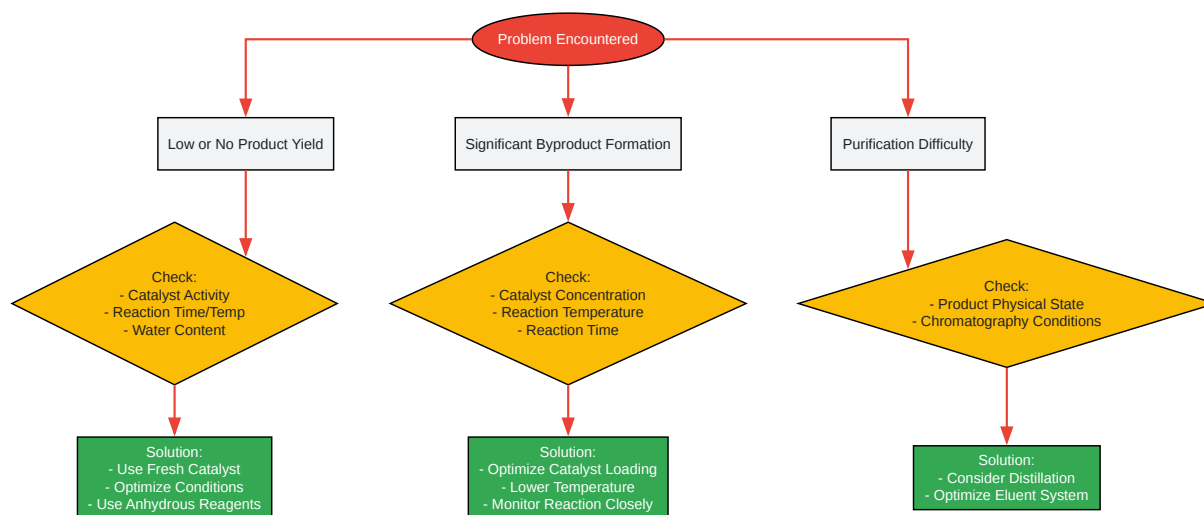 Problem Encountered
Low or No Product Yield
Significant Byproduct Formation
Purification Difficulty
Check:
- Catalyst Activity
- Reaction Time/Temp
- Water Content
Check:
- Catalyst Concentration
- Reaction Temperature
- Reaction Time
Check:
- Product Physical State
- Chromatography Conditions
Solution:
- Use Fresh Catalyst
- Optimize Conditions
- Use Anhydrous Reagents
Solution:
- Optimize Catalyst Loading
- Lower Temperature
- Monitor Reaction Closely
Solution:
- Consider Distillation
- Optimize Eluent System